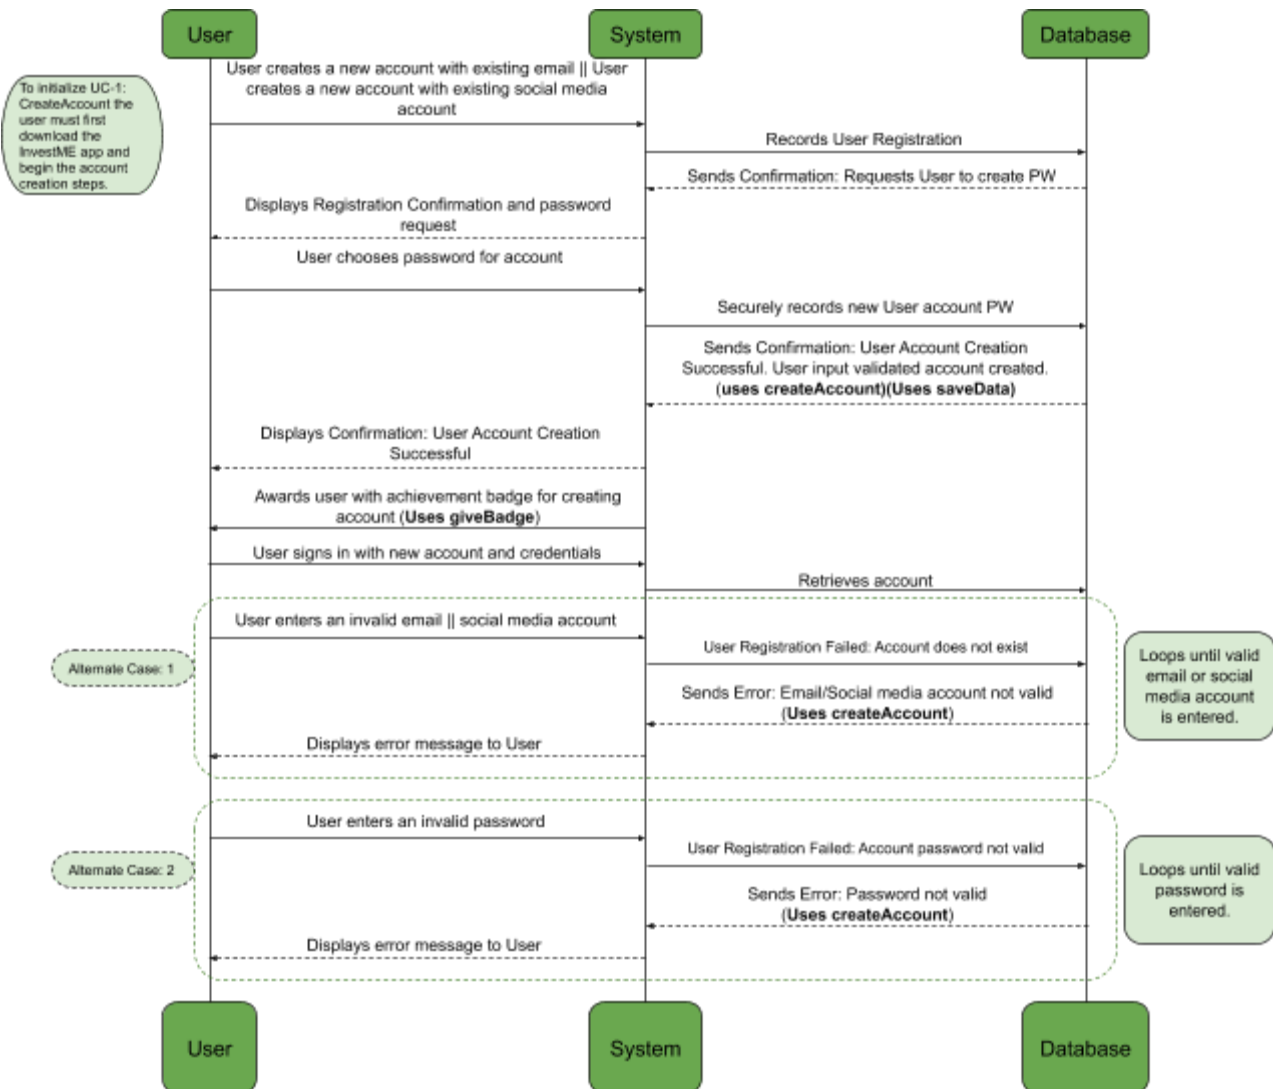 User
System
Database
To initialize UC-1:
CreateAccount the
user must first
download the
InvestME app and
begin the account
creation steps.
User creates a new account with existing email || User
creates a new account with existing social media
account
Records User Registration
Sends Confirmation: Requests User to create PW
Displays Registration Confirmation and password
request
User chooses password for account
Securely records new User account PW
Sends Confirmation: User Account Creation
Successful. User input validated account created.
(uses createAccount)(Uses saveData)
Displays Confirmation: User Account Creation
Successful
Awards user with achievement badge for creating
account (Uses giveBadge)
User signs in with new account and credentials
Retrieves account
User enters an invalid email || social media account
Alternate Case: 1
User Registration Failed: Account does not exist
Sends Error: Email/Social media account not valid
(Uses createAccount)
Displays error message to User
Loops until valid
email or social
media account
is entered.
User enters an invalid password
Alternate Case: 2
User Registration Failed: Account password not valid
Sends Error: Password not valid
(Uses createAccount)
Displays error message to User
Loops until valid
password is
entered.
User
System
Database